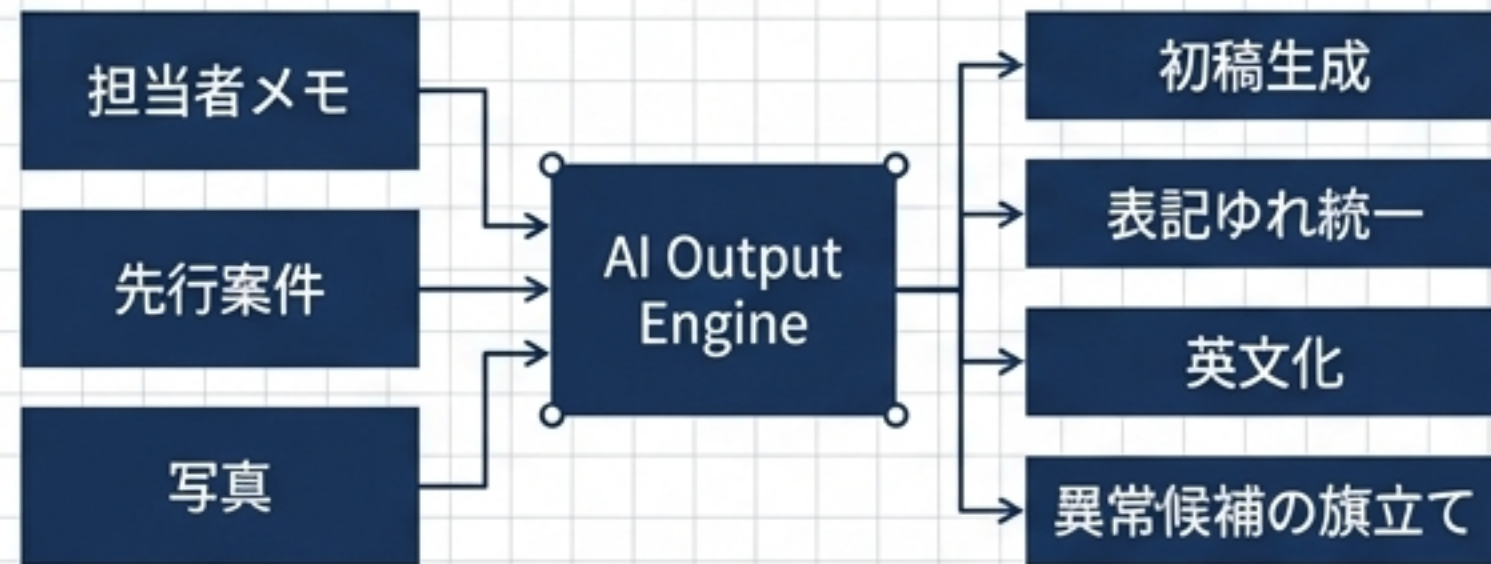 担当者メモ
先行案件
写真
AI Output
Engine
初稿生成
表記ゆれ統一
英文化
異常候補の旗立て